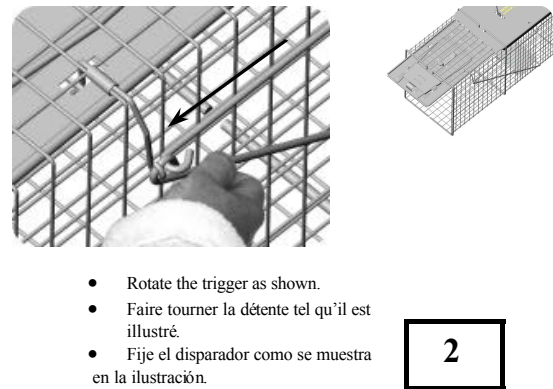 • Rotate the trigger as shown.
• Faire tourner la détente tel qu'il est
illustré.
• Fije el disparador como se muestra
en la ilustración.
2